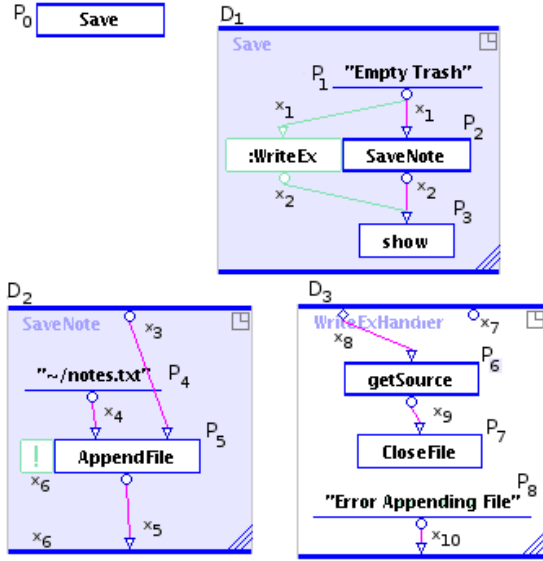 P0 Save
D1
Save
P1 "Empty Trash"
x1 x1
P2
:WriteEx SaveNote
x2 x2
P3
show
D2
SaveNote
x3
"~/notes.txt" P4
x4
P5
! AppendFile
x6
x5
x6
D3
WriteExHandler
x7
x8
P6
getSource
x9
P7
CloseFile
P8
"Error Appending File"
x10